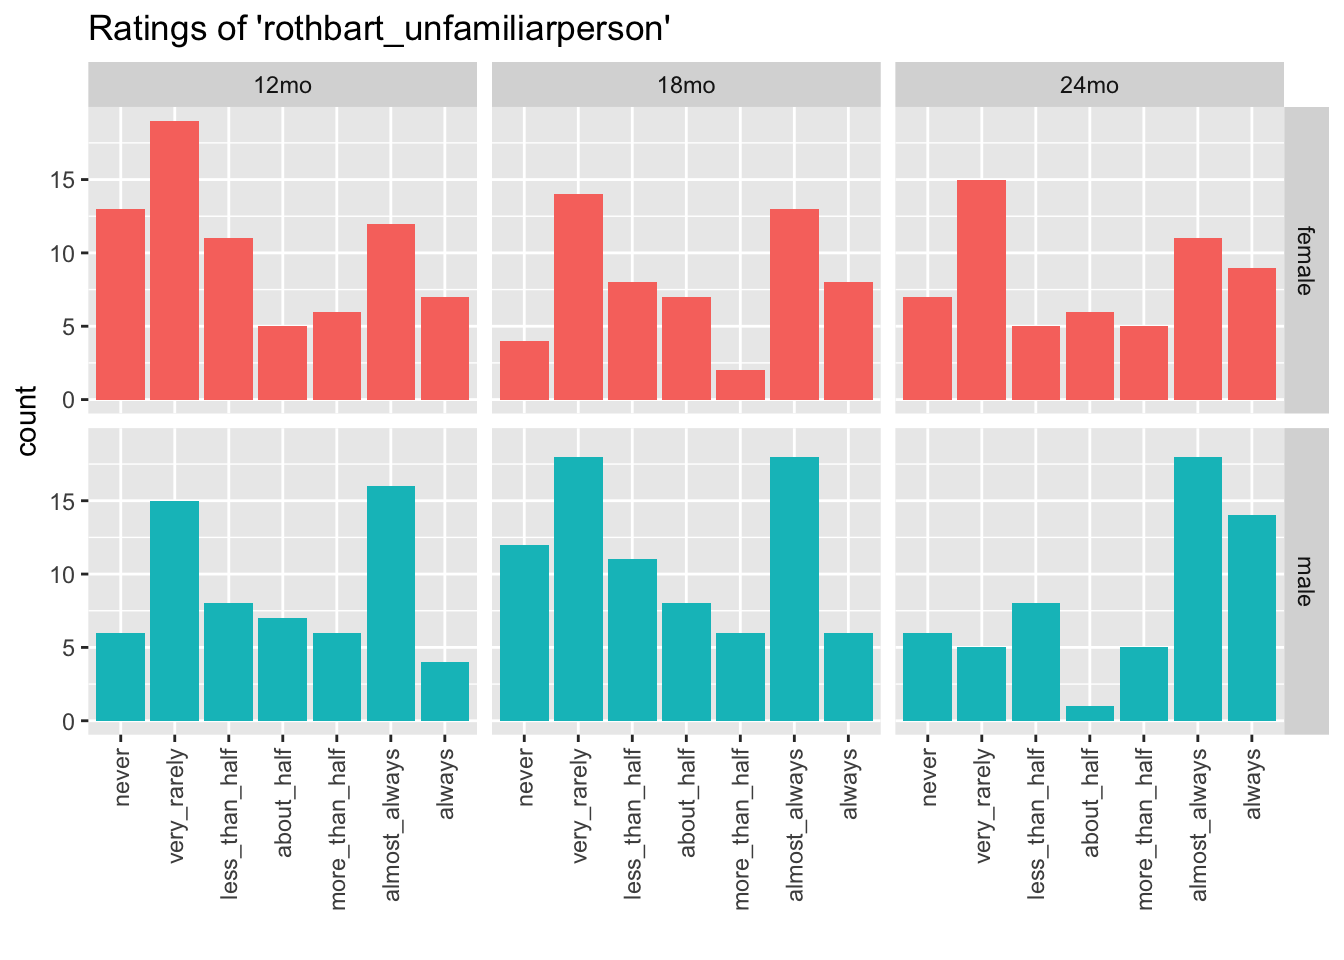 Ratings of 'rothbart_unfamiliarperson'
12mo 18mo 24mo
15
10
5
0
female
count
15
10
5
0
male
never very_rarely less_than_half about_half more_than_half almost_always always never very_rarely less_than_half about_half more_than_half almost_always always never very_rarely less_than_half about_half more_than_half almost_always always